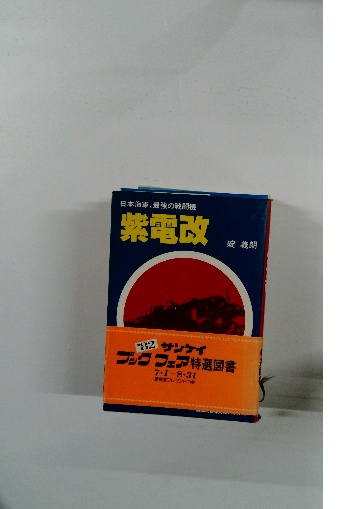 日本海軍、最強の戦闘機
紫電改
碇 義朗
'82 サンケイ
ブック フェア特選図書
7・1－8・31